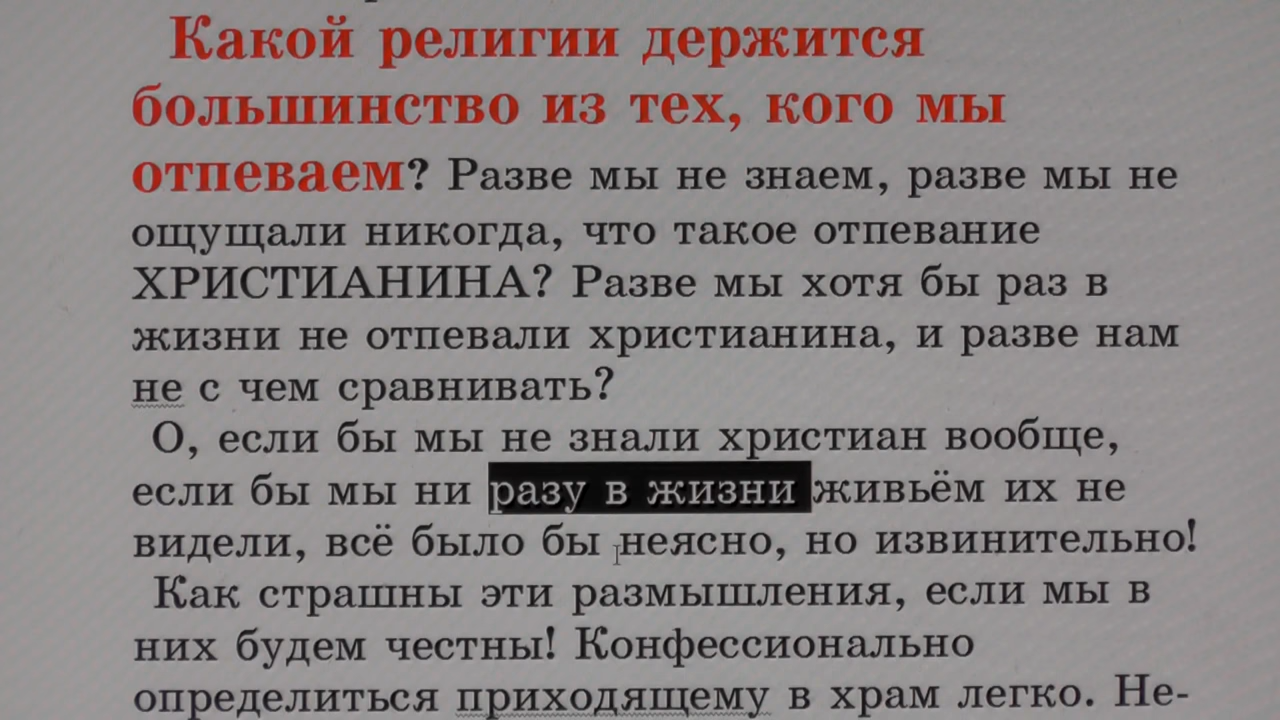 Какой религии держится
большинство из тех, кого мы
отпеваем? Разве мы не знаем, разве мы не
ощущали никогда, что такое отпевание
ХРИСТИАНИНА? Разве мы хотя бы раз в
жизни не отпевали христианина, и разве нам
не с чем сравнивать?
О, если бы мы не знали христиан вообще,
если бы мы ни разу в жизни живьём их не
видели, всё было бы неясно, но извинительно!
Как страшны эти размышления, если мы в
них будем честны! Конфессионально
определиться приходящему в храм легко. Не-